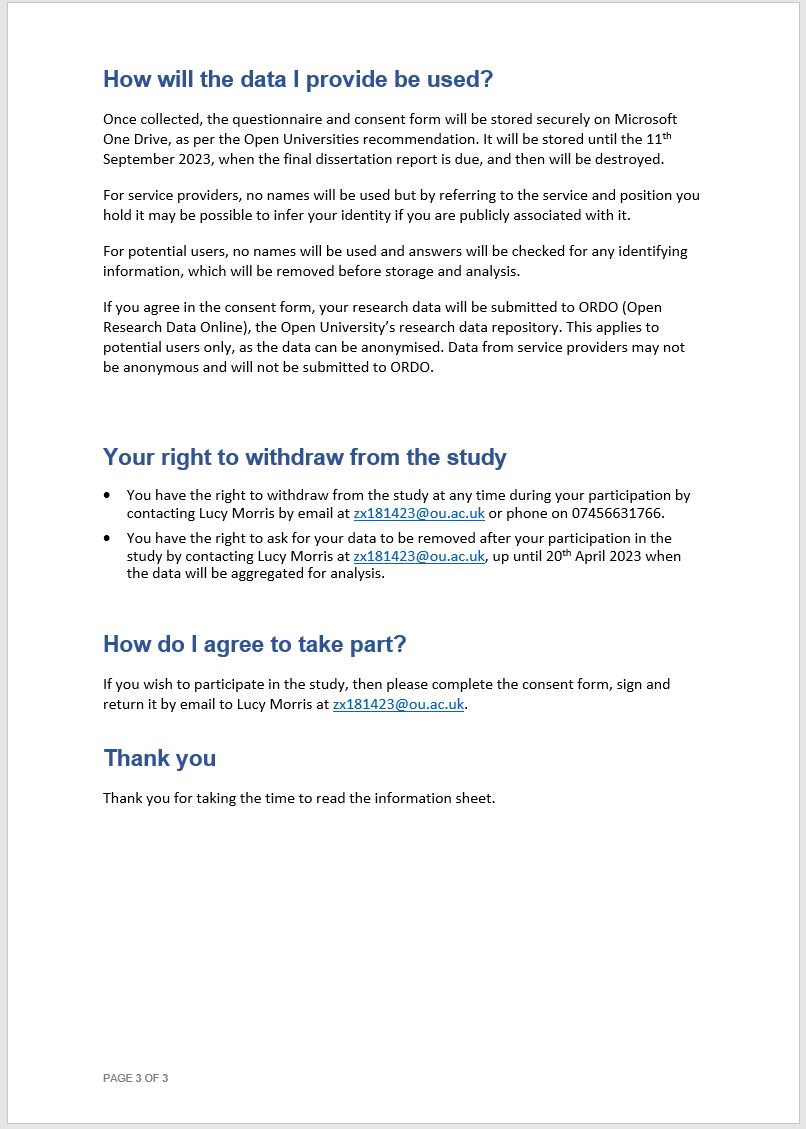 How will the data I provide be used?
Once collected, the questionnaire and consent form will be stored securely on Microsoft
One Drive, as per the Open Universities recommendation. It will be stored until the 11th
September 2023, when the final dissertation report is due, and then will be destroyed.
For service providers, no names will be used but by referring to the service and position you
hold it may be possible to infer your identity if you are publicly associated with it.
For potential users, no names will be used and answers will be checked for any identifying
information, which will be removed before storage and analysis.
If you agree in the consent form, your research data will be submitted to ORDO (Open
Research Data Online), the Open University’s research data repository. This applies to
potential users only, as the data can be anonymised. Data from service providers may not
be anonymous and will not be submitted to ORDO.
Your right to withdraw from the study
• You have the right to withdraw from the study at any time during your participation by
contacting Lucy Morris by email at zx181423@ou.ac.uk or phone on 07456631766.
• You have the right to ask for your data to be removed after your participation in the
study by contacting Lucy Morris at zx181423@ou.ac.uk, up until 20th April 2023 when
the data will be aggregated for analysis.
How do I agree to take part?
If you wish to participate in the study, then please complete the consent form, sign and
return it by email to Lucy Morris at zx181423@ou.ac.uk.
Thank you
Thank you for taking the time to read the information sheet.
PAGE 3 OF 3